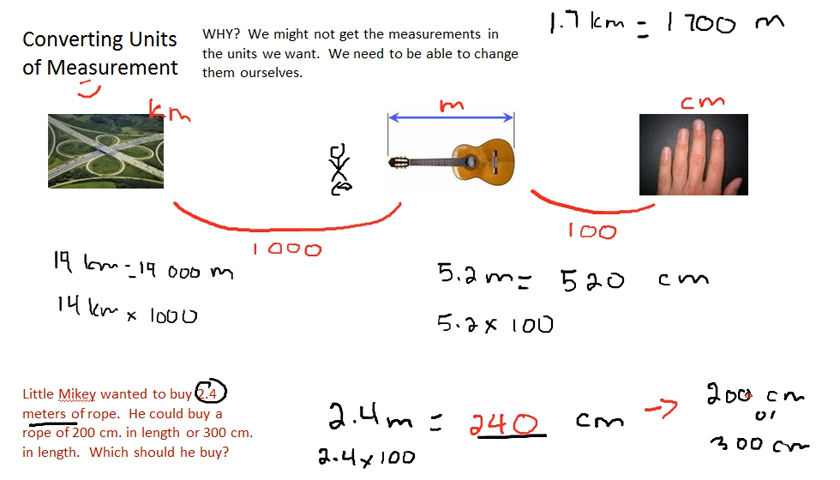 Converting Units
of Measurement
WHY? We might not get the measurements in
the units we want. We need to be able to change
them ourselves.
1.7 km = 1700 m
km
m
cm
1000
100
19 km = 19 000 m
14 km x 1000
5.2 m = 520 cm
5.2 x 100
Little Mikey wanted to buy 2.4
meters of rope. He could buy a
rope of 200 cm. in length or 300 cm.
in length. Which should he buy?
2.4 m = 240 cm →
2.4 x 100
200 cm
or
300 cm